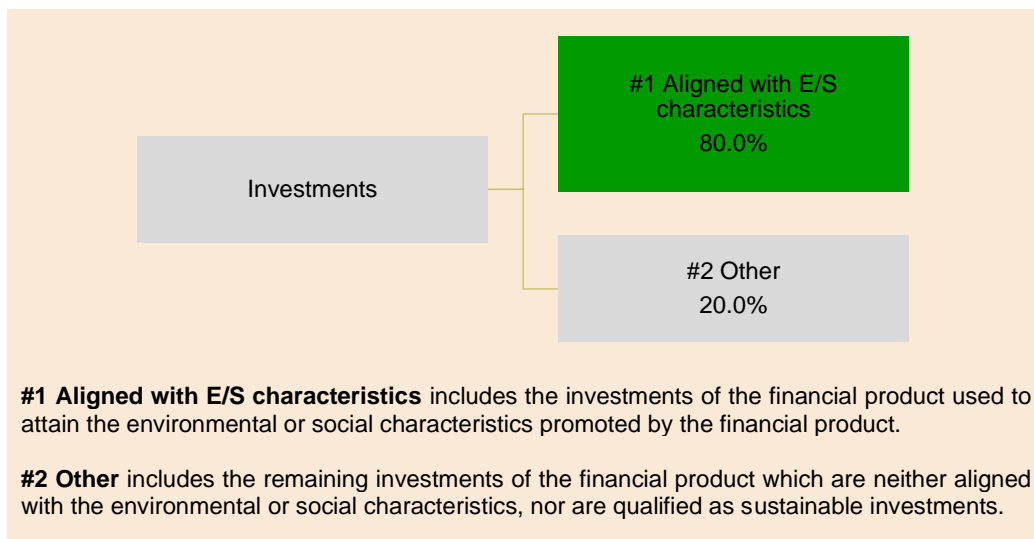 #1 Aligned with E/S
characteristics
80.0%
Investments
#2 Other
20.0%
#1 Aligned with E/S characteristics includes the investments of the financial product used to
attain the environmental or social characteristics promoted by the financial product.
#2 Other includes the remaining investments of the financial product which are neither aligned
with the environmental or social characteristics, nor are qualified as sustainable investments.